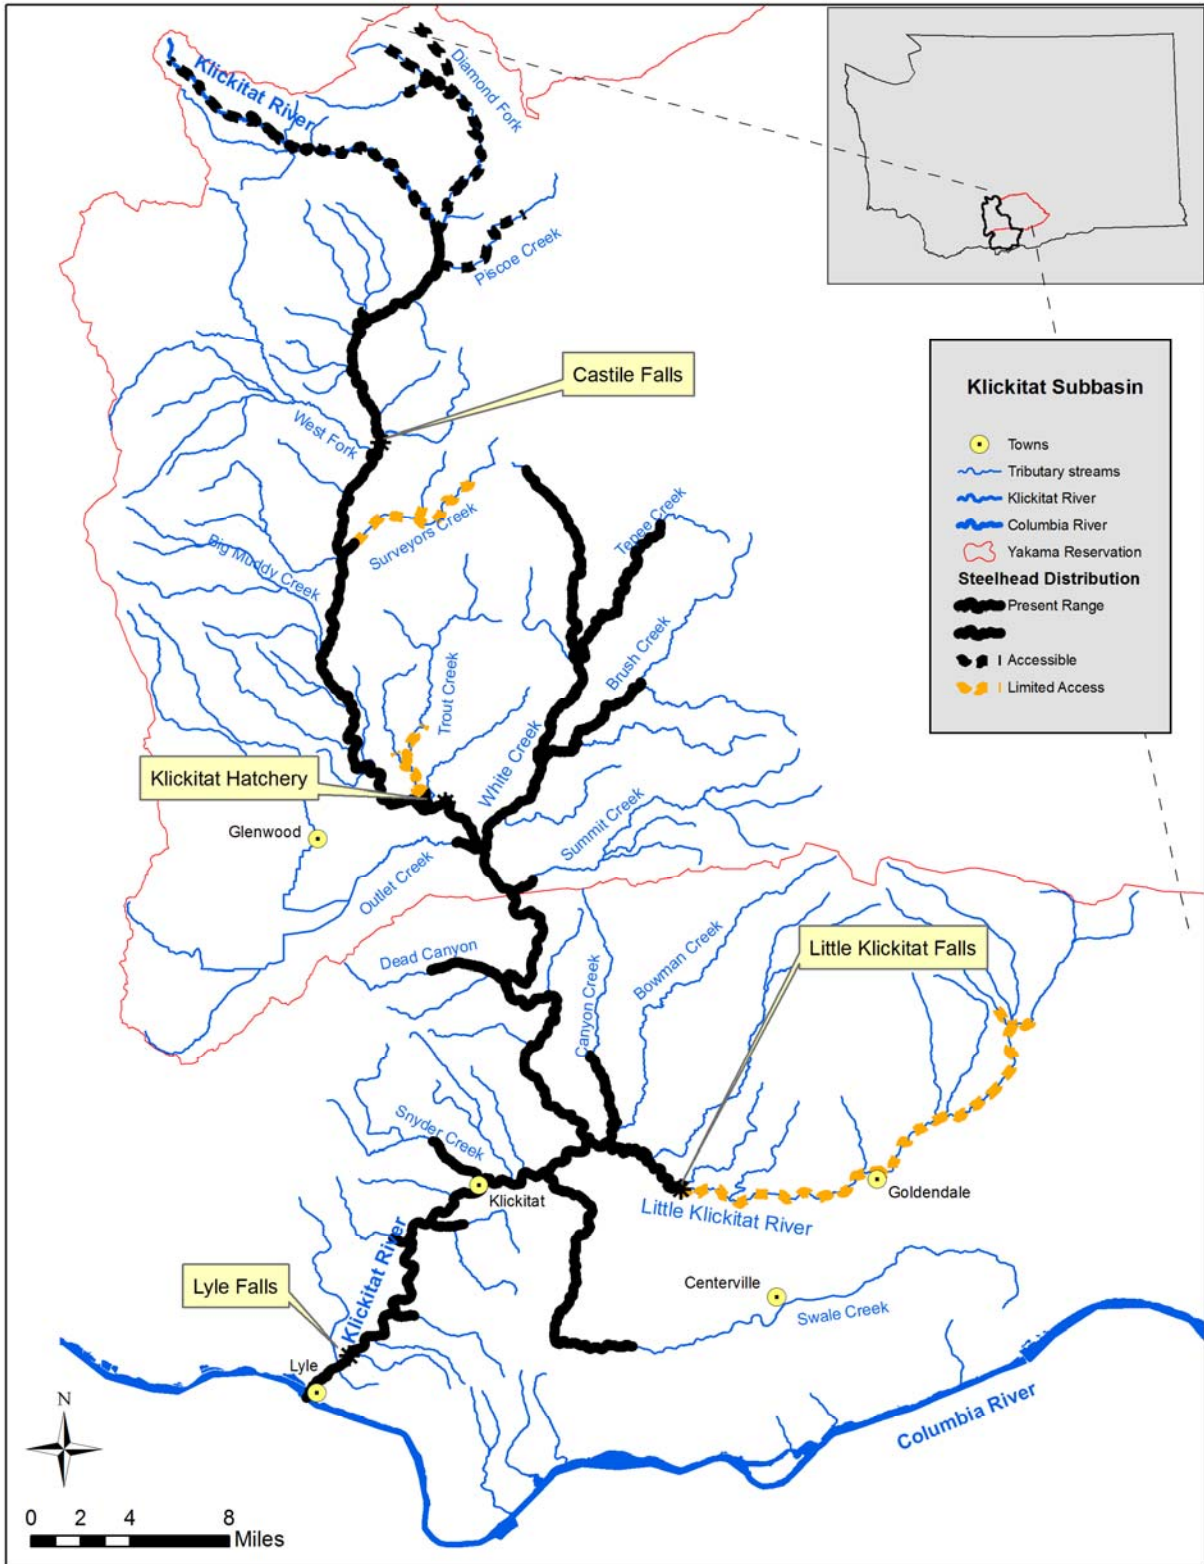 Klickitat River
Diamond Fork
Piscoe Creek
Castile Falls
West Fork
Surveyors Creek
Tepee Creek
Big Muddy Creek
Brush Creek
Trout Creek
White Creek
Klickitat Hatchery
Glenwood
Summit Creek
Outlet Creek
Dead Canyon
Canyon Creek
Bowman Creek
Little Klickitat Falls
Snyder Creek
Klickitat
Goldendale
Little Klickitat River
Klickitat River
Lyle Falls
Centerville
Swale Creek
Lyle
Columbia River
N
0 2 4 8
Miles
Klickitat Subbasin
Towns
Tributary streams
Klickitat River
Columbia River
Yakama Reservation
Steelhead Distribution
Present Range
Accessible
Limited Access